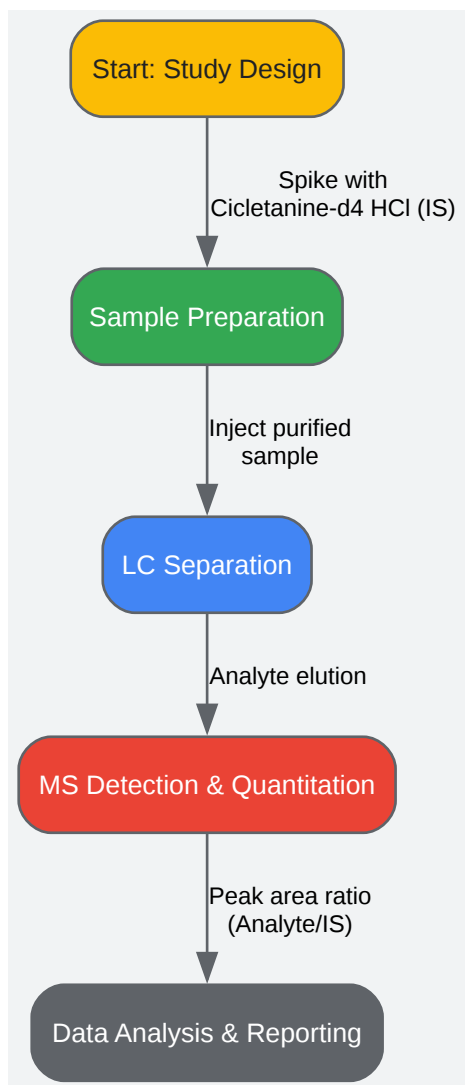 Start: Study Design
Spike with
Cicletanine-d4 HCl (IS)
Sample Preparation
Inject purified
sample
LC Separation
Analyte elution
MS Detection & Quantitation
Peak area ratio
(Analyte/IS)
Data Analysis & Reporting